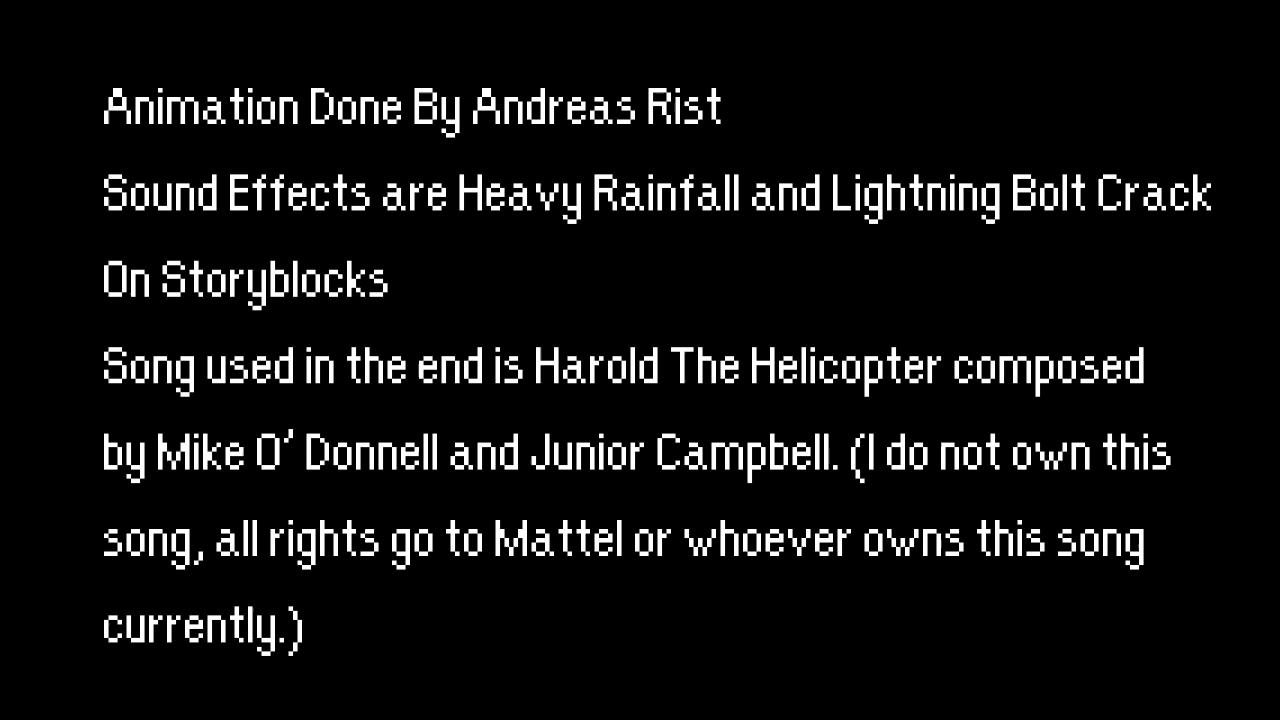 Animation Done By Andreas Rist
Sound Effects are Heavy Rainfall and Lightning Bolt Crack
On Storyblocks
Song used in the end is Harold The Helicopter composed
by Mike O' Donnell and Junior Campbell. (I do not own this
song, all rights go to Mattel or whoever owns this song
currently.)